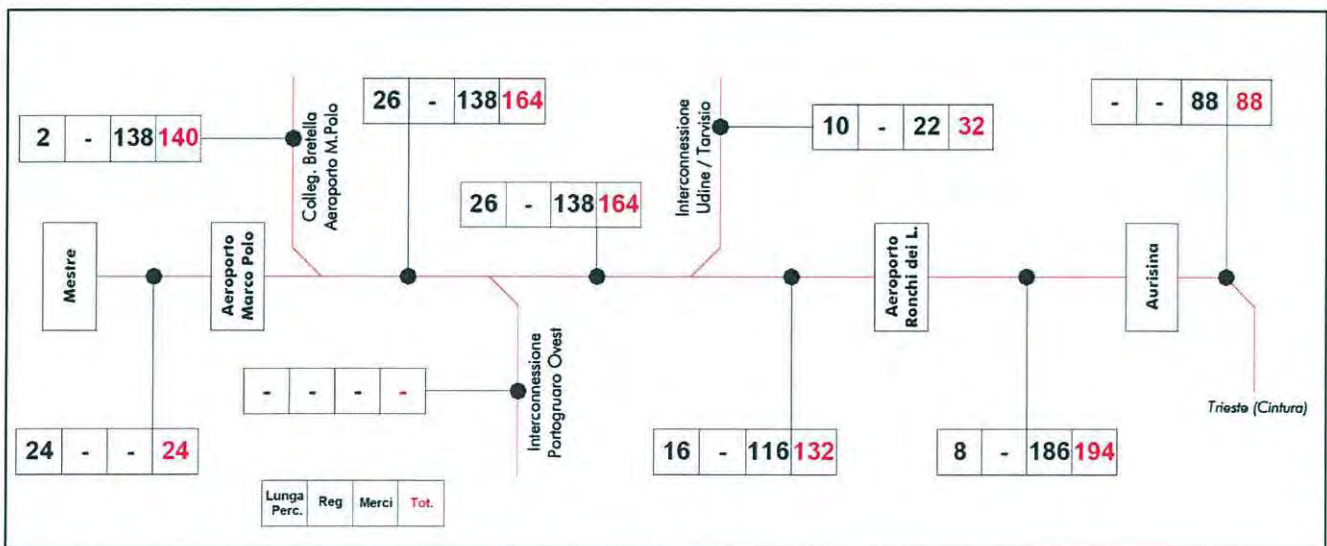 26 - 138 164
- - 88 88
2 - 138 140
Colleg. Bretella
Aeroporto M.Polo
Interconnessione
Udine / Tarvisio
10 - 22 32
26 - 138 164
Mestre
Aeroporto
Marco Polo
Aeroporto
Ronchi dei L.
Aurisina
- - - -
Interconnessione
Portogruaro Ovest
Trieste (Cintura)
24 - - 24
16 - 116 132
8 - 186 194
Lunga Perc. Reg Merci Tot.